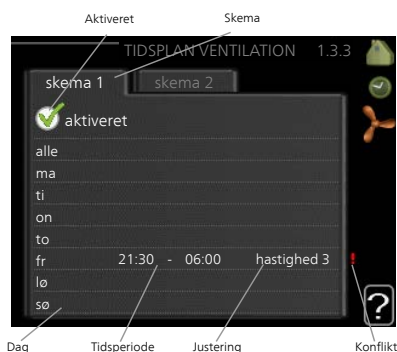 Aktiveret Skema
TIDSPLAN VENTILATION 1.3.3
skema 1 skema 2
aktiveret
alle
ma
ti
on
to
fr 21:30 - 06:00 hastighed 3 !
lø
sø
?
Dag Tidsperiode Justering Konflikt